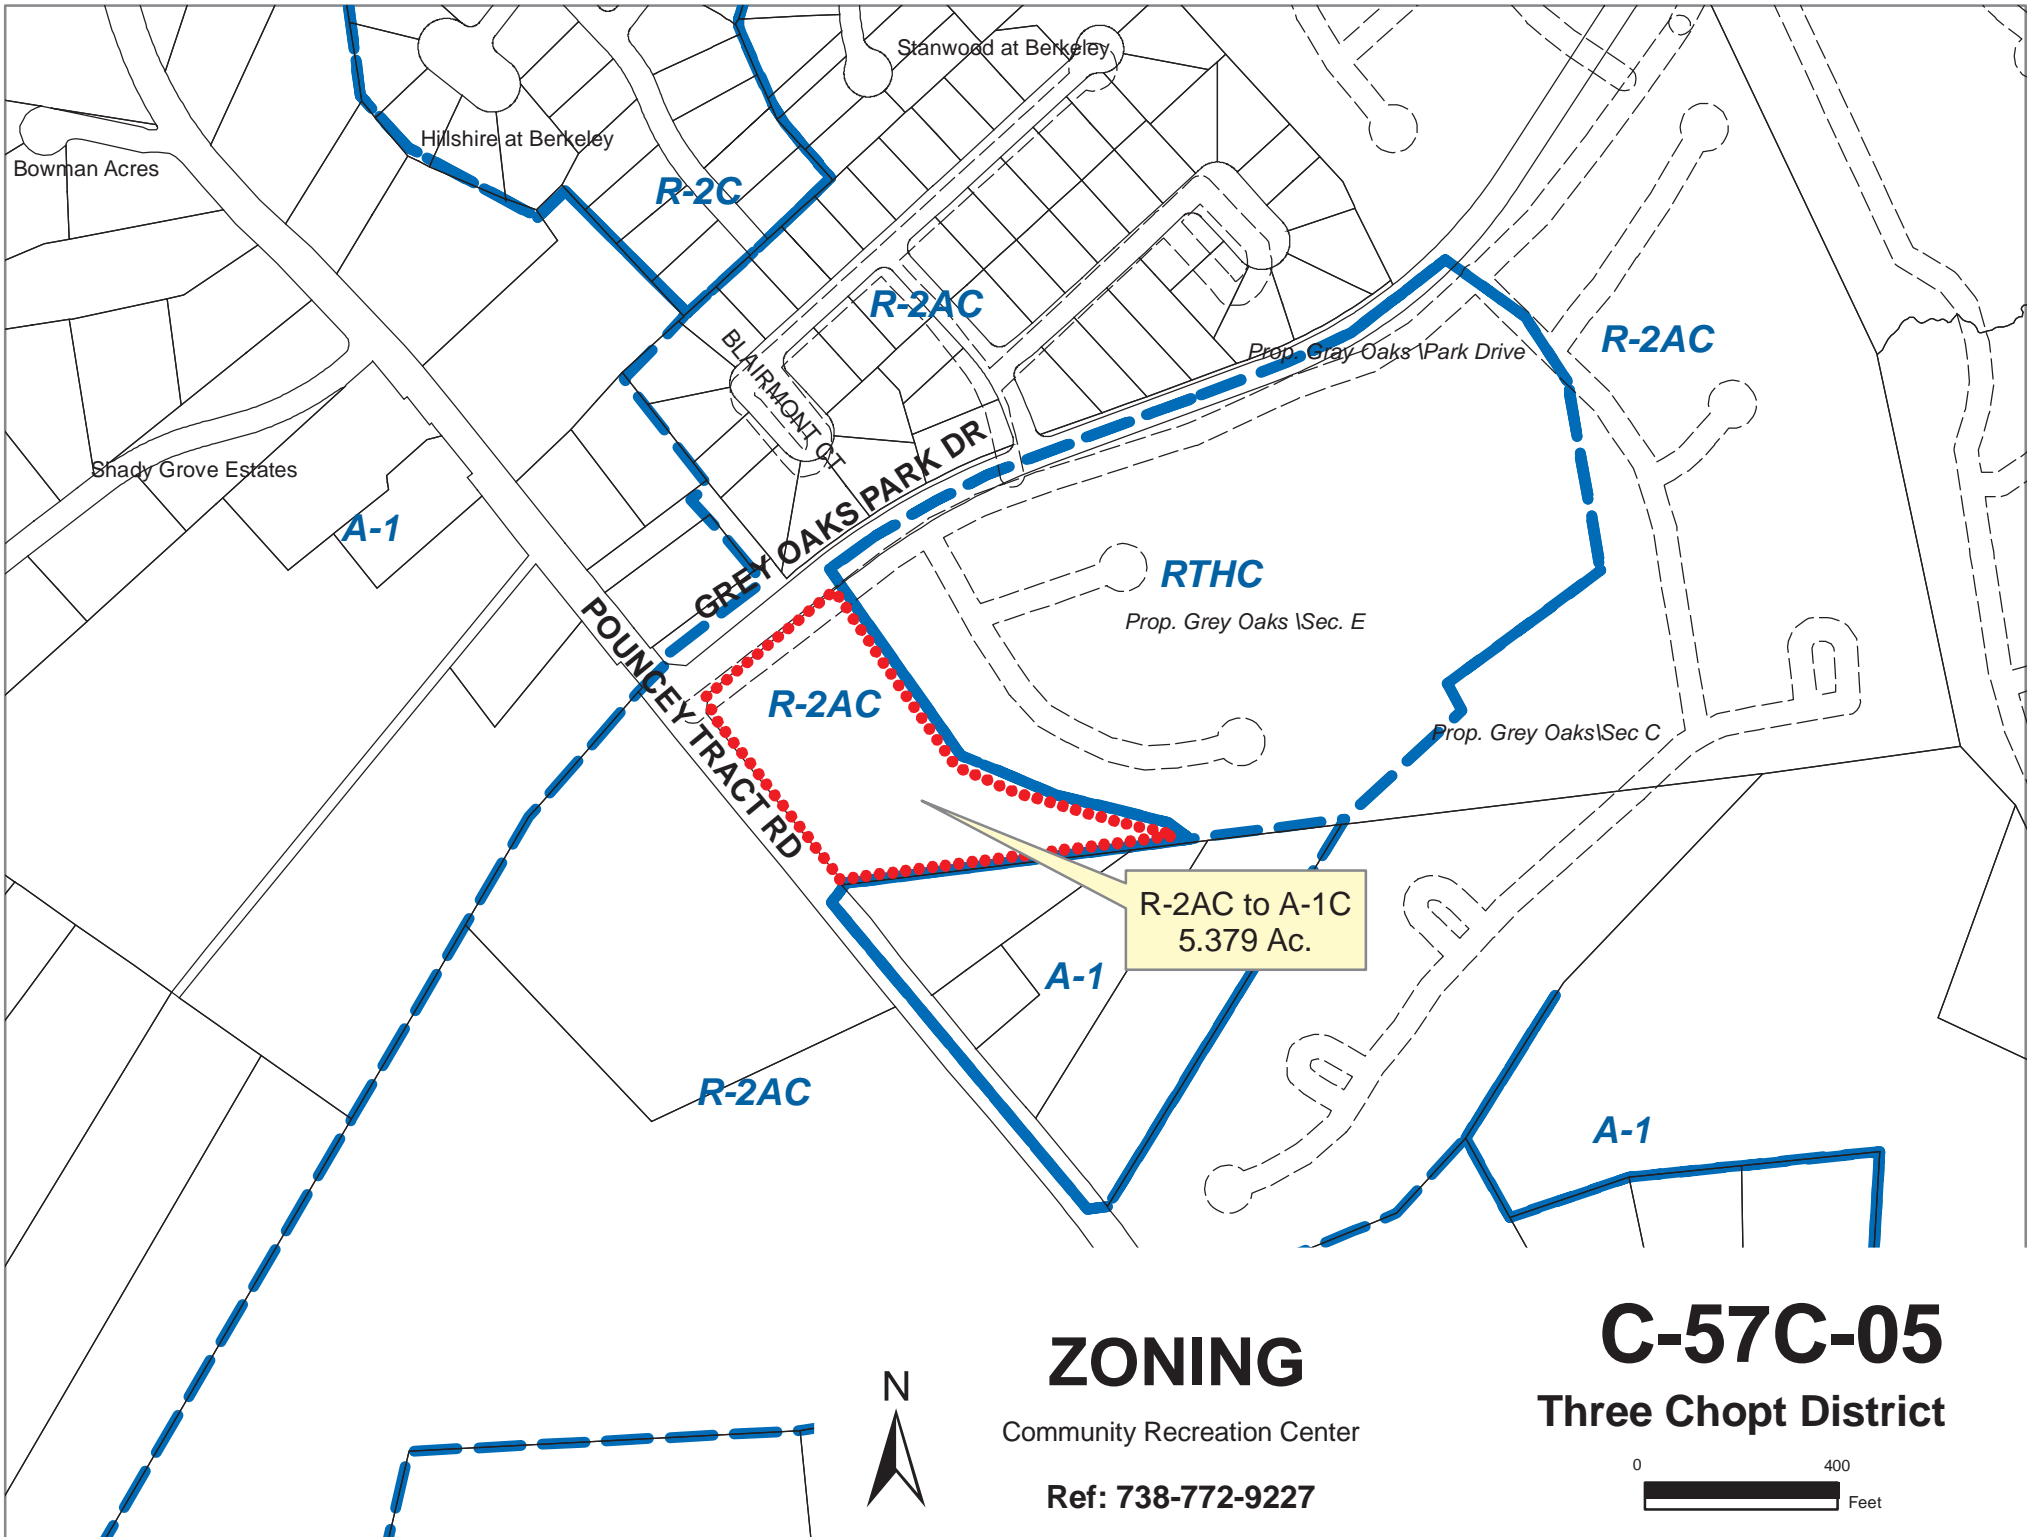 Stanwood at Berkeley
Hillshire at Berkeley
Bowman Acres
R-2C
R-2AC
Prop. Gray Oaks \Park Drive
R-2AC
BLAIRMONT CT
Shady Grove Estates
A-1
GREY OAKS PARK DR
RTHC
Prop. Grey Oaks \Sec. E
POUNCEY TRACT RD
R-2AC
Prop. Grey Oaks\Sec C
R-2AC to A-1C
5.379 Ac.
A-1
R-2AC
A-1
ZONING
Community Recreation Center
Ref: 738-772-9227
N
C-57C-05
Three Chopt District
0 400
Feet